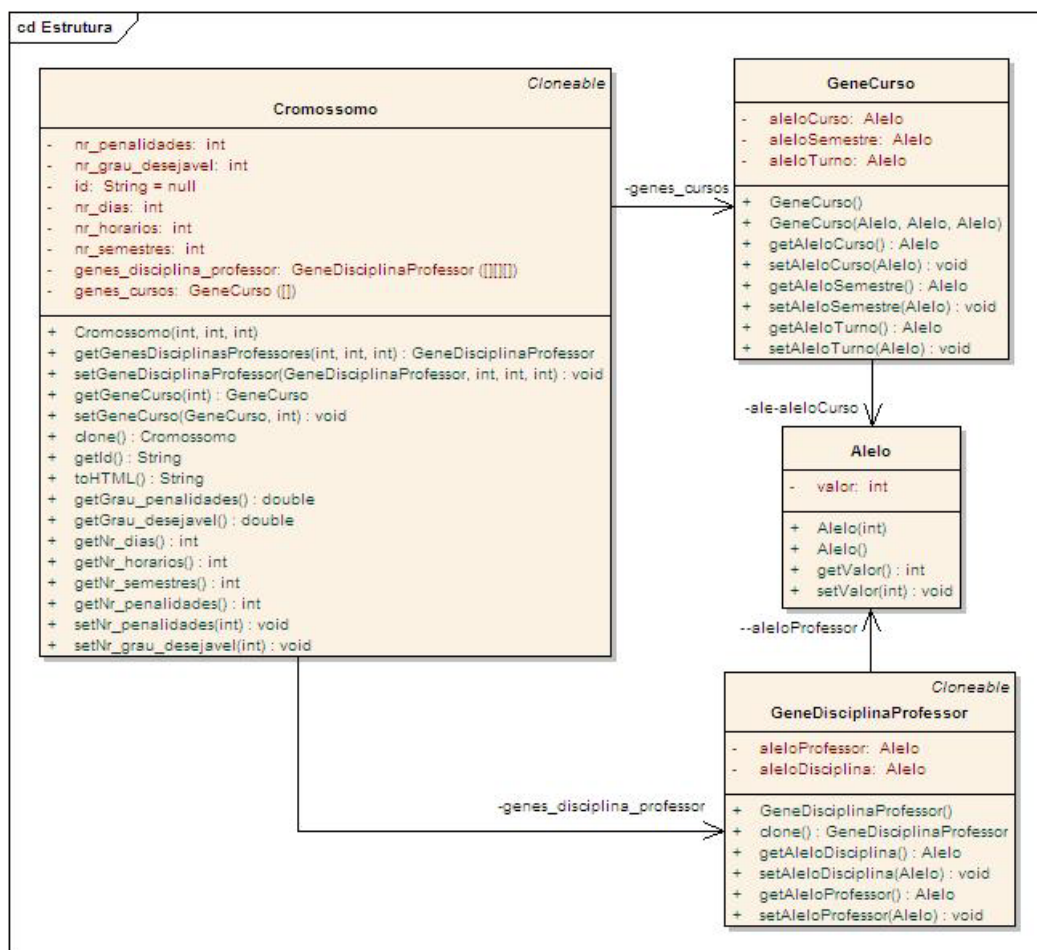 cd Estrutura
Cloneable
Cromossomo
- nr_penalidades: int
- nr_grau_desejavel: int
- id: String = null
- nr_dias: int
- nr_horarios: int
- nr_semestres: int
- genes_disciplina_professor: GeneDisciplinaProfessor ([][][])
- genes_cursos: GeneCurso ([])
+ Cromossomo(int, int, int)
+ getGenesDisciplinasProfessores(int, int, int) : GeneDisciplinaProfessor
+ setGeneDisciplinaProfessor(GeneDisciplinaProfessor, int, int, int) : void
+ getGeneCurso(int) : GeneCurso
+ setGeneCurso(GeneCurso, int) : void
+ clone() : Cromossomo
+ getId() : String
+ toHTML() : String
+ getGrau_penalidades() : double
+ getGrau_desejavel() : double
+ getNr_dias() : int
+ getNr_horarios() : int
+ getNr_semestres() : int
+ getNr_penalidades() : int
+ setNr_penalidades(int) : void
+ setNr_grau_desejavel(int) : void
-genes_cursos
GeneCurso
- aleloCurso: Alelo
- aleloSemestre: Alelo
- aleloTurno: Alelo
+ GeneCurso()
+ GeneCurso(Alelo, Alelo, Alelo)
+ getAleloCurso() : Alelo
+ setAleloCurso(Alelo) : void
+ getAleloSemestre() : Alelo
+ setAleloSemestre(Alelo) : void
+ getAleloTurno() : Alelo
+ setAleloTurno(Alelo) : void
-ale-aleloCurso
Alelo
- valor: int
+ Alelo(int)
+ Alelo()
+ getValor() : int
+ setValor(int) : void
--aleloProfessor
-genes_disciplina_professor
Cloneable
GeneDisciplinaProfessor
- aleloProfessor: Alelo
- aleloDisciplina: Alelo
+ GeneDisciplinaProfessor()
+ clone() : GeneDisciplinaProfessor
+ getAleloDisciplina() : Alelo
+ setAleloDisciplina(Alelo) : void
+ getAleloProfessor() : Alelo
+ setAleloProfessor(Alelo) : void